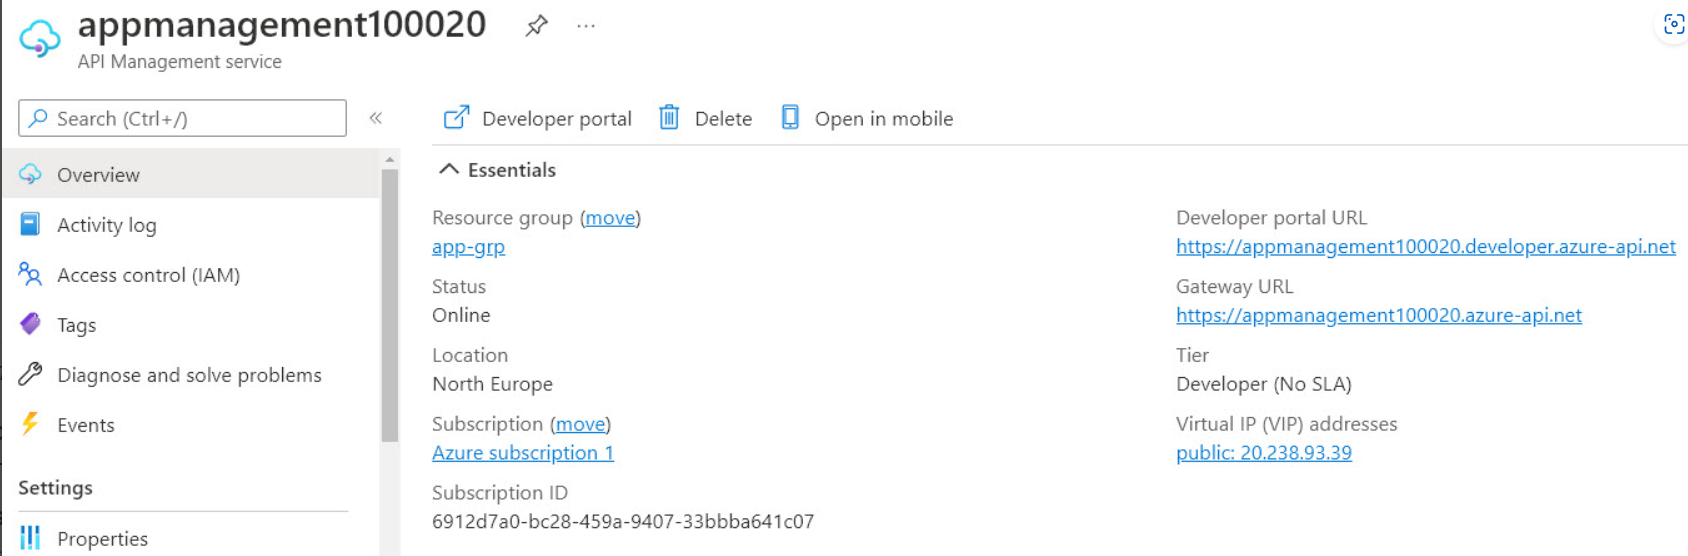 appmanagement100020
API Management service
Search (Ctrl+/)
Overview
Activity log
Access control (IAM)
Tags
Diagnose and solve problems
Events
Settings
Properties
Developer portal
Delete
Open in mobile
Essentials
Resource group (move)
app-grp
Status
Online
Location
North Europe
Subscription (move)
Azure subscription 1
Subscription ID
6912d7a0-bc28-459a-9407-33bbba641c07
Developer portal URL
https://appmanagement100020.developer.azure-api.net
Gateway URL
https://appmanagement100020.azure-api.net
Tier
Developer (No SLA)
Virtual IP (VIP) addresses
public: 20.238.93.39